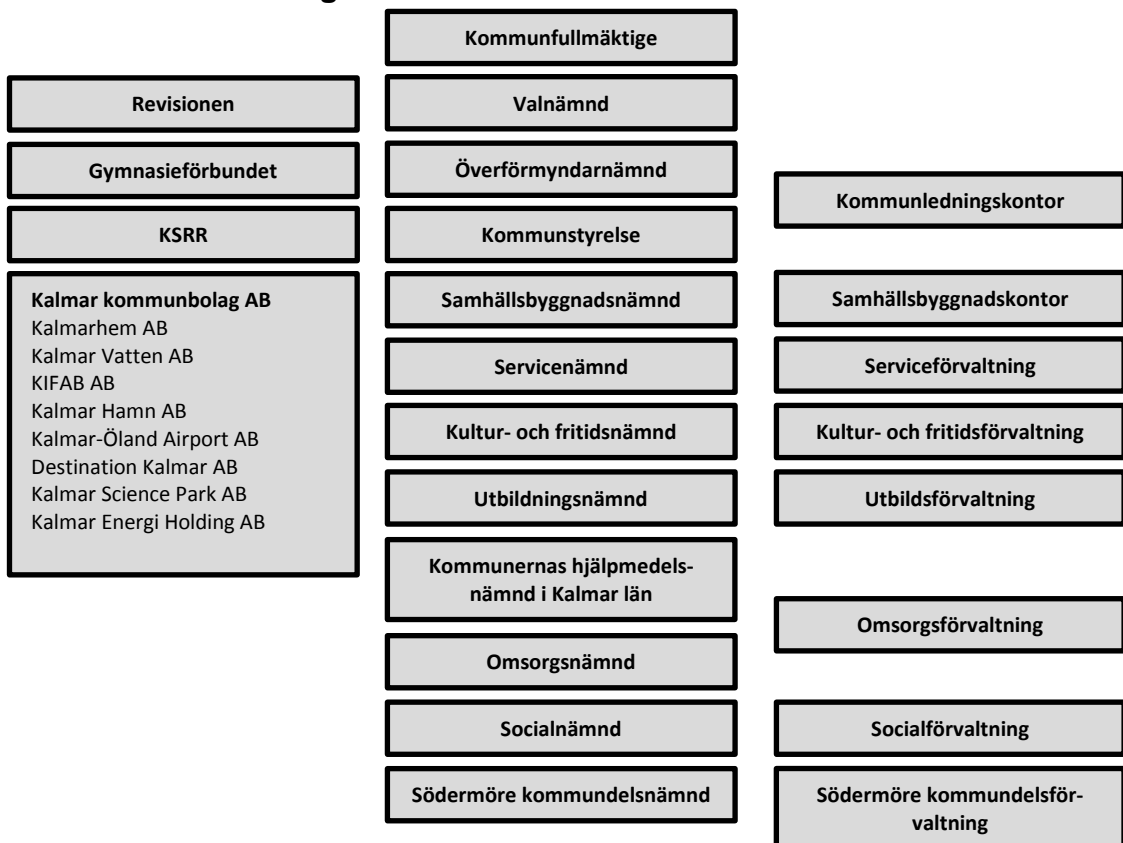 Kommunfullmäktige
Revisionen
Valnämnd
Gymnasieförbundet
Överförmyndarnämnd
Kommunledningskontor
KSRR
Kommunstyrelse
Kalmar kommunbolag AB
Kalmarhem AB
Kalmar Vatten AB
KIFAB AB
Kalmar Hamn AB
Kalmar-Öland Airport AB
Destination Kalmar AB
Kalmar Science Park AB
Kalmar Energi Holding AB
Samhällsbyggnadsnämnd
Samhällsbyggnadskontor
Servicenämnd
Serviceförvaltning
Kultur- och fritidsnämnd
Kultur- och fritidsförvaltning
Utbildningsnämnd
Utbildsförvaltning
Kommunernas hjälpmedels-
nämnd i Kalmar län
Omsorgsförvaltning
Omsorgsnämnd
Socialnämnd
Socialförvaltning
Södermöre kommundelsnämnd
Södermöre kommundelsför-
valtning